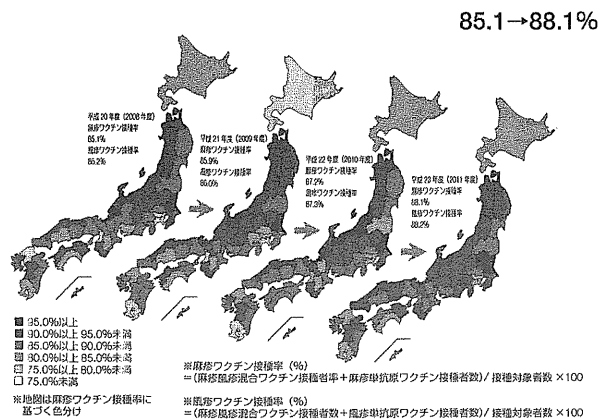 85.1→88.1%
平成20年度(2008年度)
麻疹ワクチン接種率
85.1%
風疹ワクチン接種率
85.2%
平成21年度(2009年度)
麻疹ワクチン接種率
85.9%
風疹ワクチン接種率
86.0%
平成22年度(2010年度)
麻疹ワクチン接種率
87.2%
風疹ワクチン接種率
87.3%
平成23年度(2011年度)
麻疹ワクチン接種率
88.1%
風疹ワクチン接種率
88.2%
95.0%以上
90.0%以上 95.0%未満
85.0%以上 90.0%未満
80.0%以上 85.0%未満
75.0%以上 80.0%未満
75.0%未満
※地図は麻疹ワクチン接種率に
基づく色分け
※麻疹ワクチン接種率(%)
=(麻疹風疹混合ワクチン接種者率+麻疹単抗原ワクチン接種者数)/接種対象者数×100
※風疹ワクチン接種率(%)
=(麻疹風疹混合ワクチン接種者数+風疹単抗原ワクチン接種者数)/接種対象者数×100